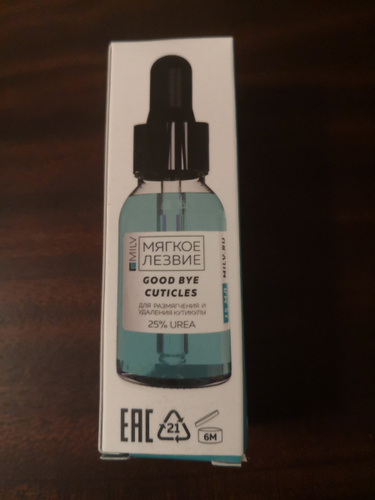 MILV
МЯГКОЕ
ЛЕЗВИЕ
GOOD BYE
CUTICLES
ДЛЯ РАЗМЯГЧЕНИЯ И
УДАЛЕНИЯ КУТИКУЛЫ
25% UREA
EAC
21
6M